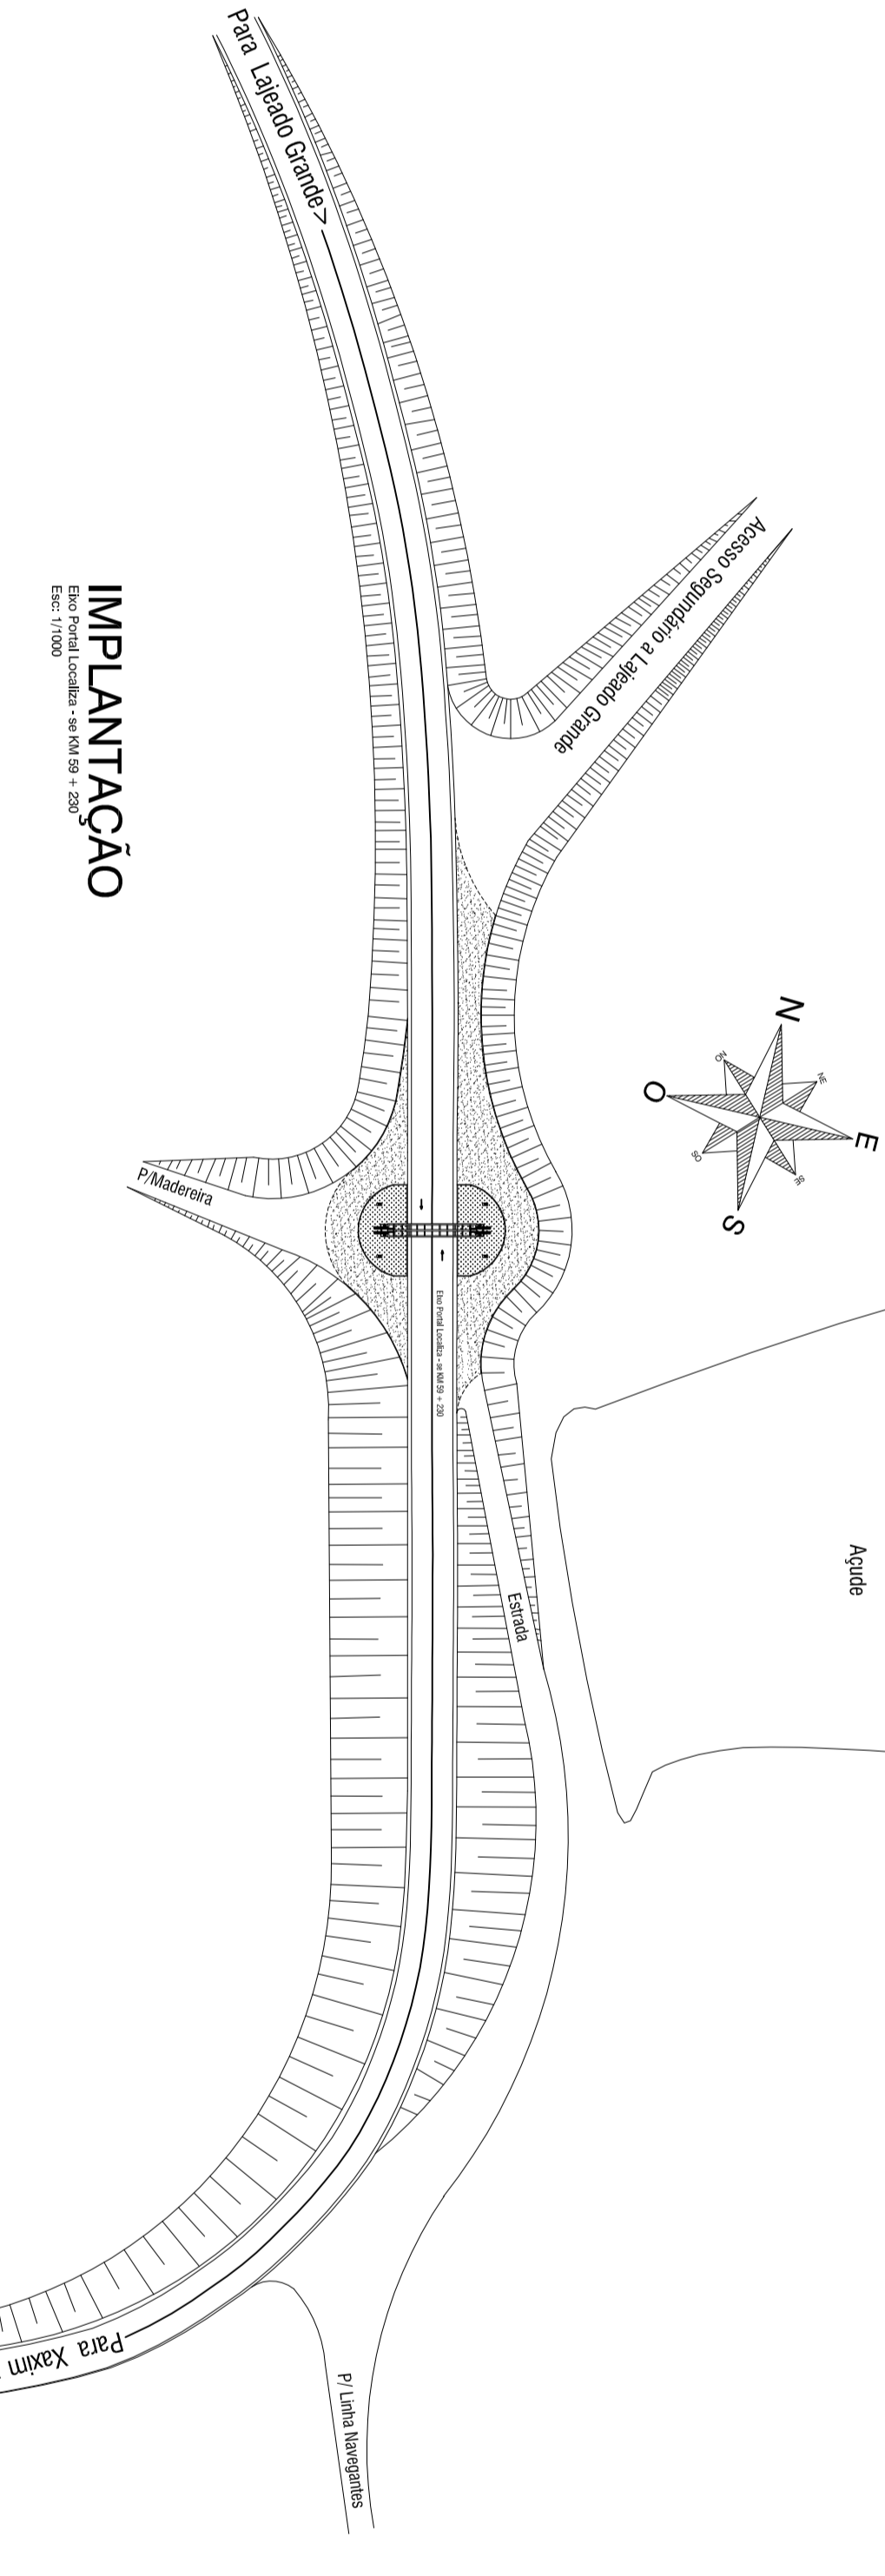 Para Lajeado Grande>
Acesso Segundário a Lajeado Grande
IMPLANTAÇÃO
Eixo Portal Localiza - se KM 59 + 230
Esc: 1/1000
N
NE
E
SE
S
SO
O
NO
P/Madereira
Eixo Portal Localiza - se KM 59 + 230
Açude
Estrada
Para Xaxim
P/ Linha Navegantes